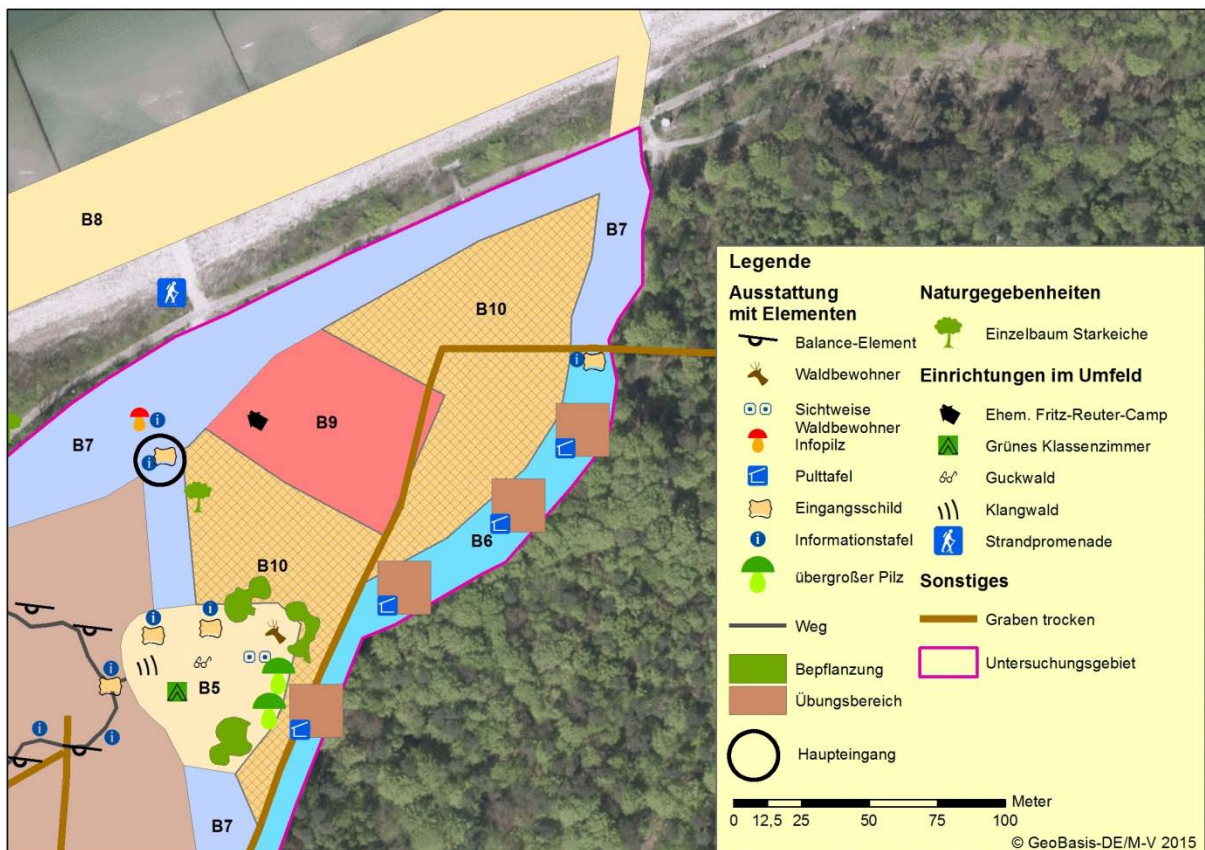 B8
B7
B10
B9
B7
B6
B10
B5
B7
Legende
Ausstattung
mit Elementen
Balance-Element
Waldbewohner
Sichtweise
Waldbewohner
Infopilz
Pulttafel
Eingangsschild
Informationstafel
übergroßer Pilz
Weg
Bepflanzung
Übungsbereich
Haupteingang
Naturgegebenheiten
Einzelbaum Starkeiche
Einrichtungen im Umfeld
Ehem. Fritz-Reuter-Camp
Grünes Klassenzimmer
Guckwald
Klangwald
Strandpromenade
Sonstiges
Graben trocken
Untersuchungsgebiet
Meter
0 12,5 25 50 75 100
© GeoBasis-DE/M-V 2015